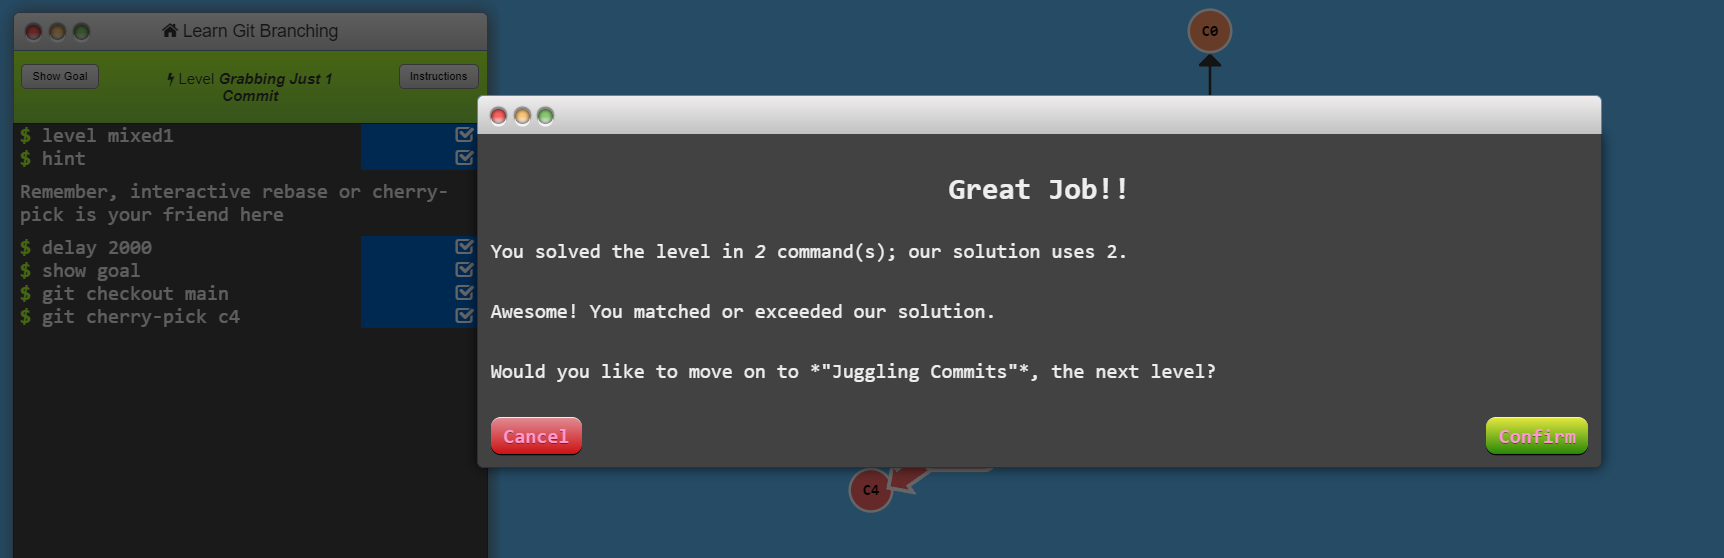 Learn Git Branching
Show Goal
Level Grabbing Just 1
Commit
Instructions
$ level mixed1
$ hint
Remember, interactive rebase or cherry-
pick is your friend here
$ delay 2000
$ show goal
$ git checkout main
$ git cherry-pick c4
C0
Great Job!!
You solved the level in 2 command(s); our solution uses 2.
Awesome! You matched or exceeded our solution.
Would you like to move on to *"Juggling Commits"*, the next level?
Cancel
Confirm
C4